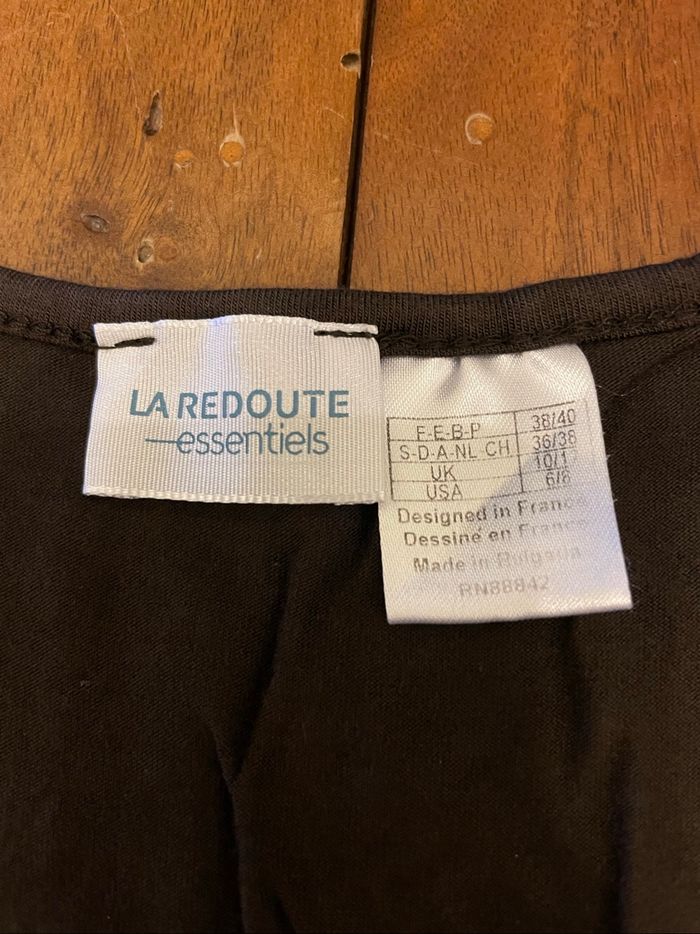 LA REDOUTE
essentiels
F-E-B-P 38/40
S-D-A-NL CH 36/38
UK 10/12
USA 6/8
Designed in France
Dessiné en France
Made in Bulgaria
RN88842